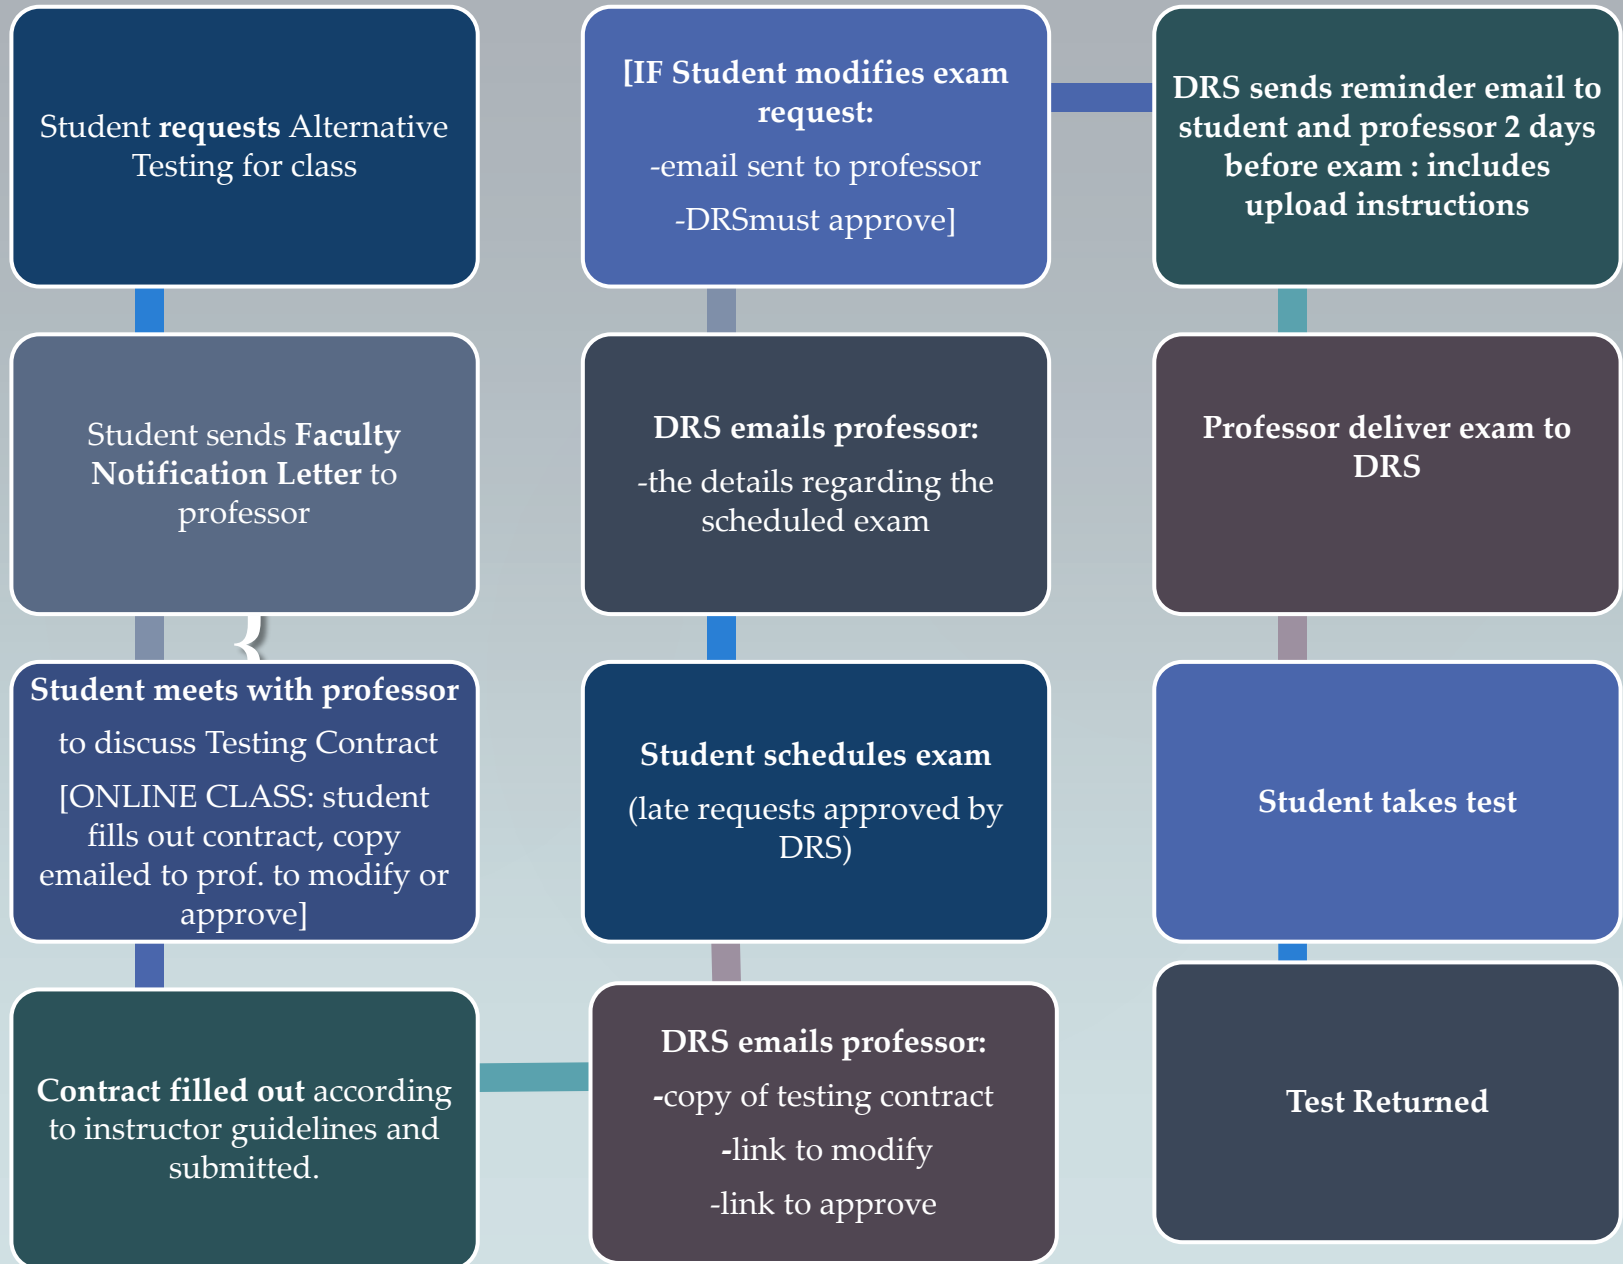 Student requests Alternative
Testing for class
Student sends Faculty
Notification Letter to
professor
{
Student meets with professor
to discuss Testing Contract
[ONLINE CLASS: student
fills out contract, copy
emailed to prof. to modify or
approve]
Contract filled out according
to instructor guidelines and
submitted.
DRS emails professor:
-copy of testing contract
-link to modify
-link to approve
Student schedules exam
(late requests approved by
DRS)
DRS emails professor:
-the details regarding the
scheduled exam
[IF Student modifies exam
request:
-email sent to professor
-DRSmust approve]
DRS sends reminder email to
student and professor 2 days
before exam : includes
upload instructions
Professor deliver exam to
DRS
Student takes test
Test Returned